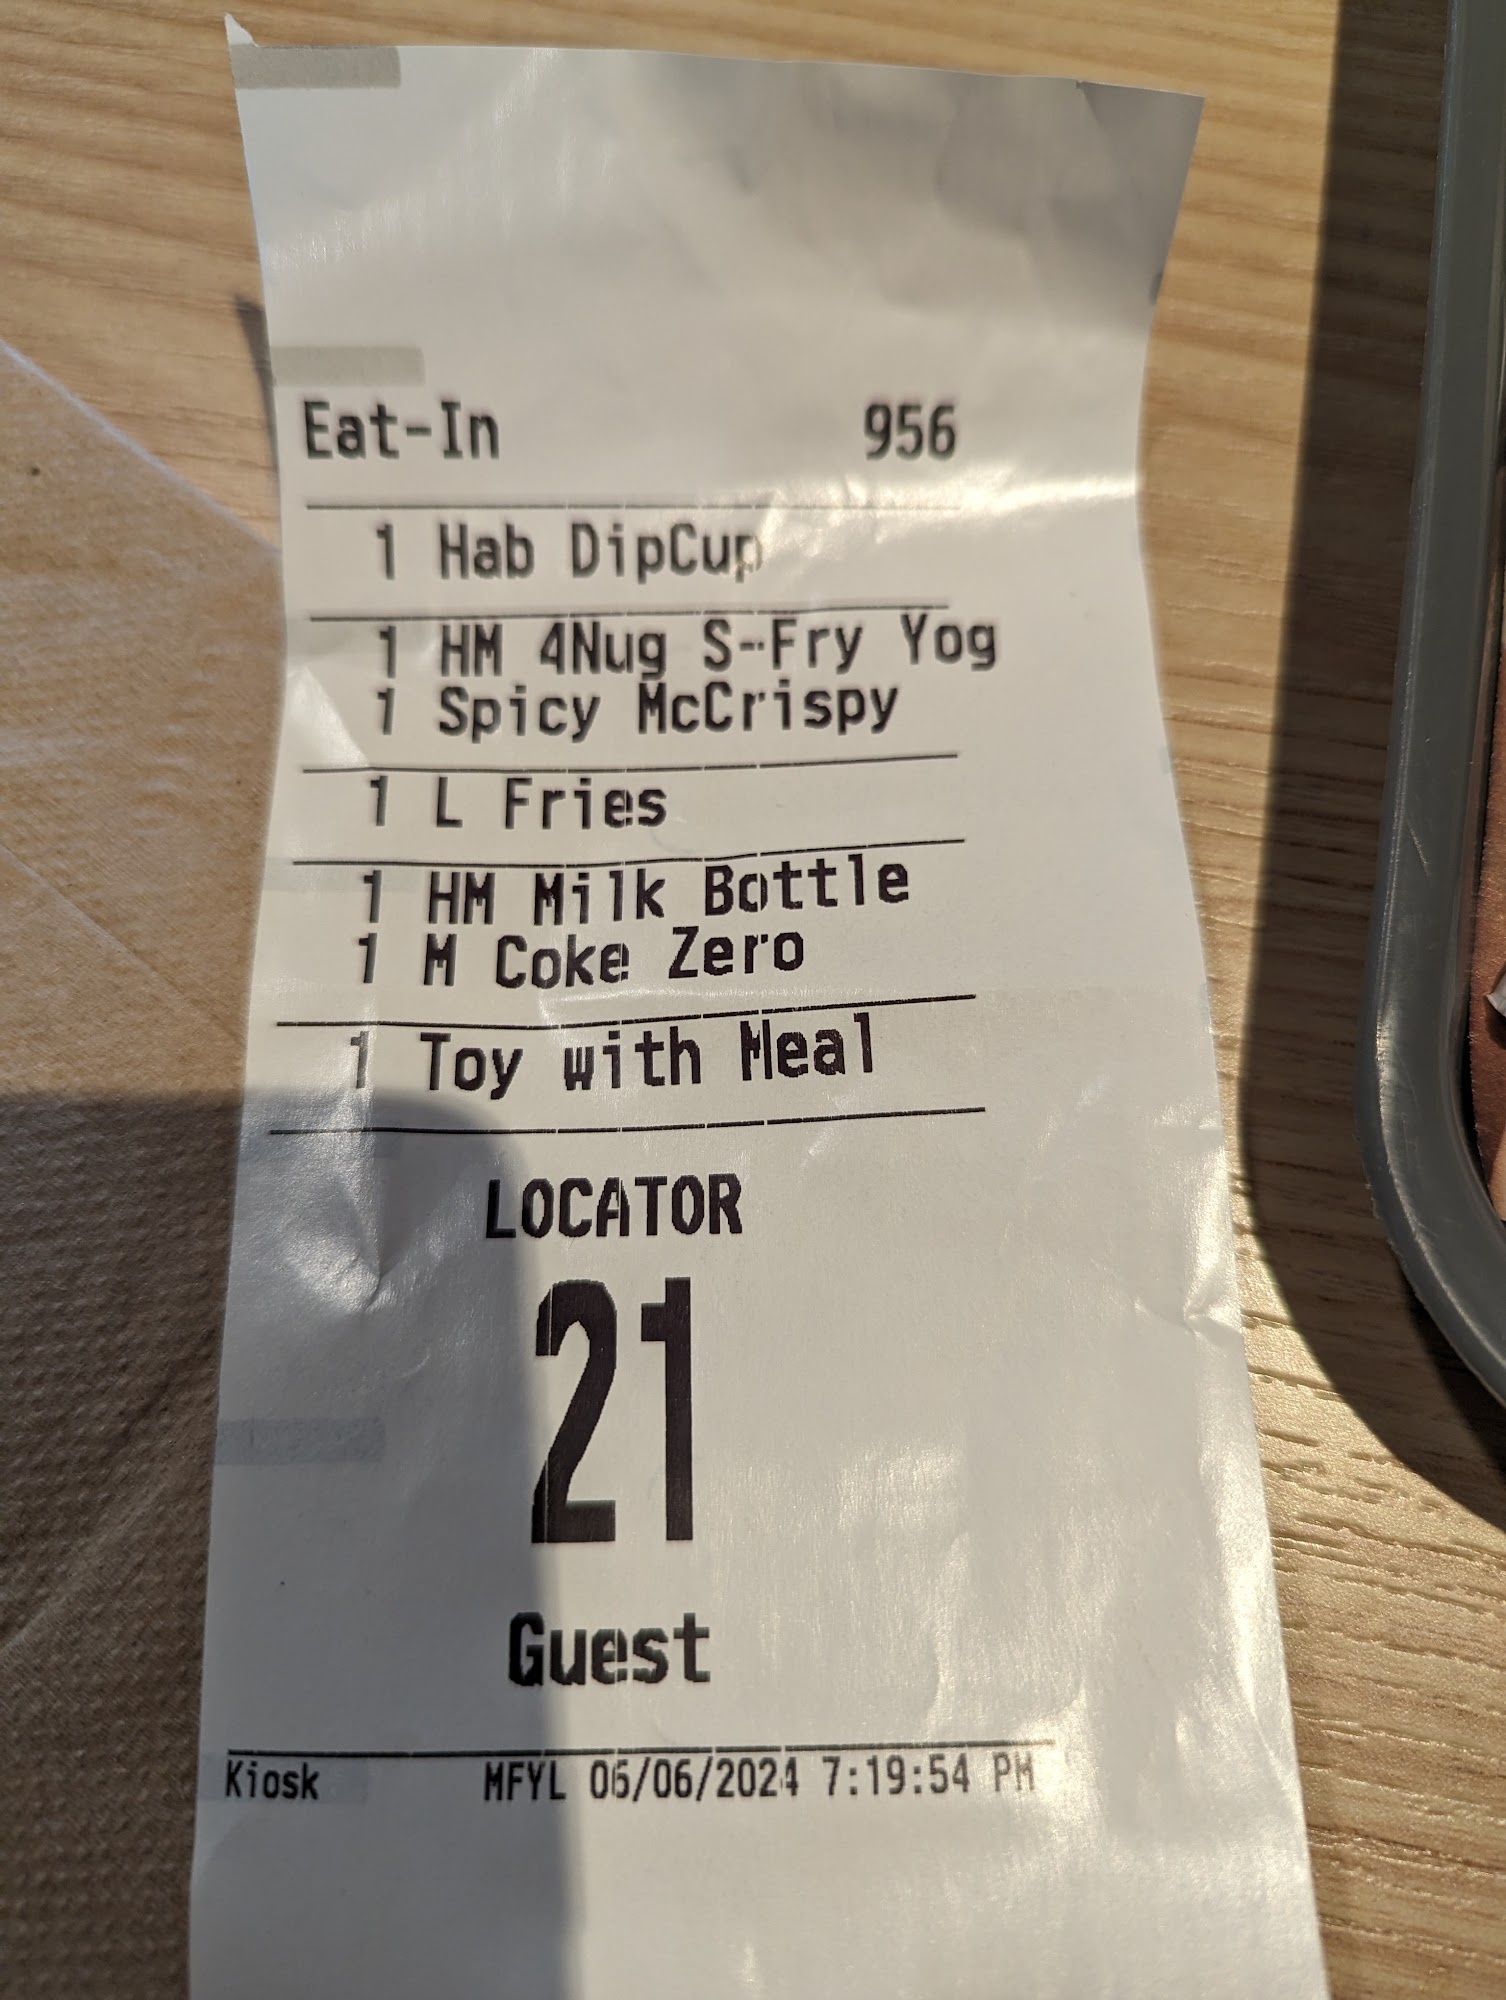 Eat-In 956
1 Hab DipCup
1 HM 4Nug S-Fry Yog
1 Spicy McCrispy
1 L Fries
1 HM Milk Bottle
1 M Coke Zero
1 Toy with Meal
LOCATOR
21
Guest
Kiosk MFYL 06/06/2024 7:19:54 PM